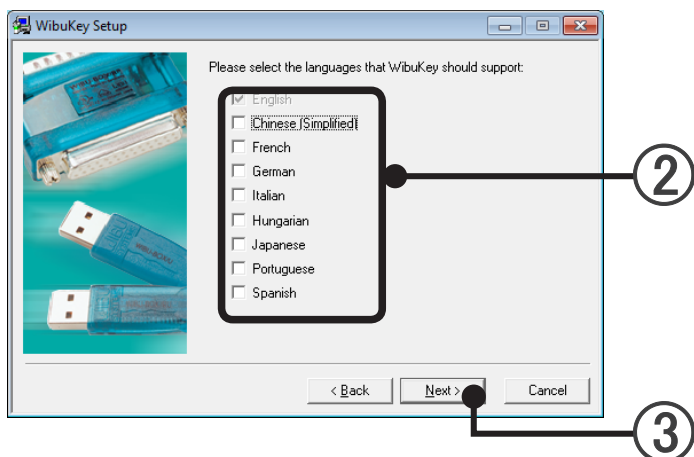 WibuKey Setup
Please select the languages that WibuKey should support:
English
Chinese (Simplified)
French
German
Italian
Hungarian
Japanese
Portuguese
Spanish
②
< Back
Next >
Cancel
③